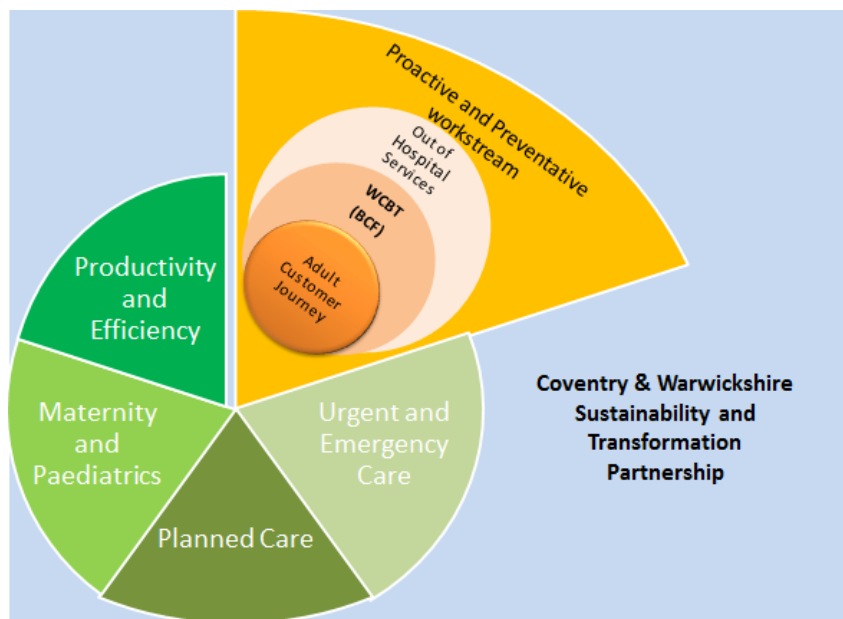 Proactive and Preventative
workstream
Out of
Hospital
Services
WCBT
(BCF)
Adult
Customer
Journey
Productivity
and
Efficiency
Maternity
and
Paediatrics
Planned Care
Urgent and
Emergency
Care
Coventry & Warwickshire
Sustainability and
Transformation
Partnership